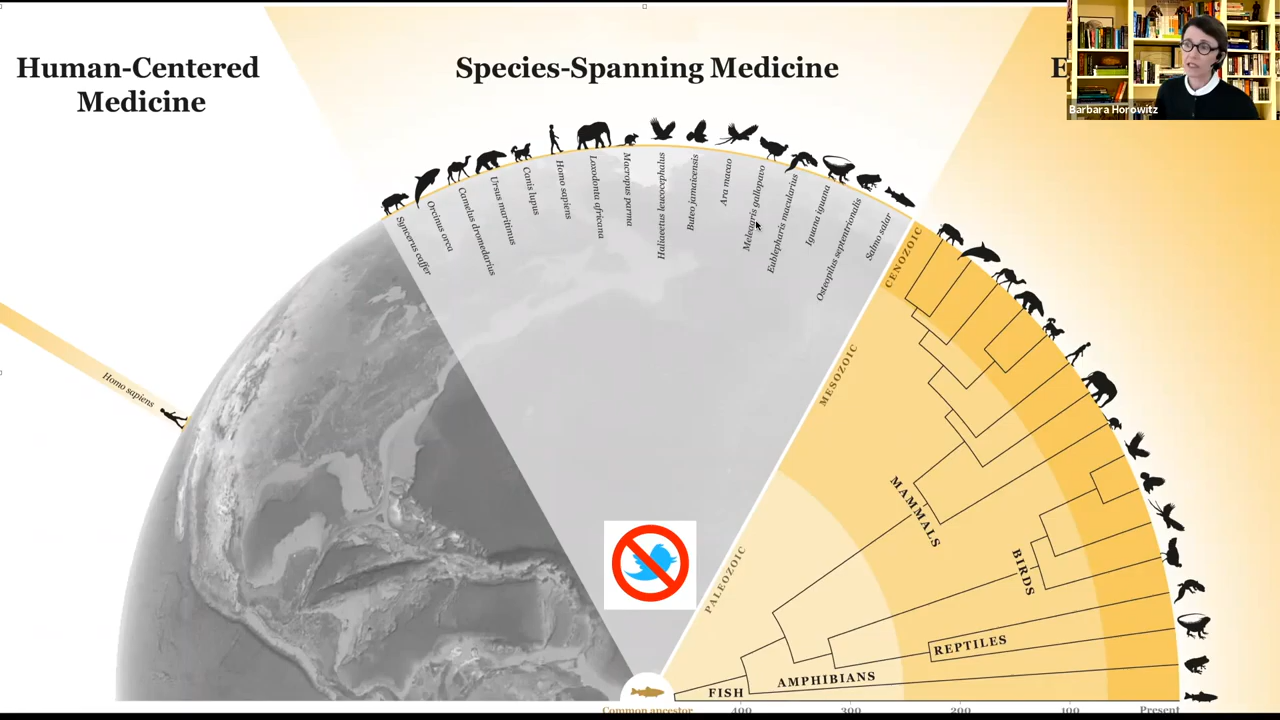 Human-Centered
Medicine
Species-Spanning Medicine
E
Barbara Horowitz
Homo sapiens
Syncerus caffer
Orcinus orca
Camelus dromedarius
Ursus maritimus
Canis lupus
Homo sapiens
Loxodonta africana
Macropus parma
Haliaeetus leucocephalus
Buteo jamaicensis
Ara macao
Meleagris gallopavo
Eublepharis macularius
Iguana iguana
Osteopilus septentrionalis
Salmo salar
CENOZOIC
MESOZOIC
PALEOZOIC
MAMMALS
BIRDS
REPTILES
AMPHIBIANS
FISH
Common ancestor
400
300
200
100
Present